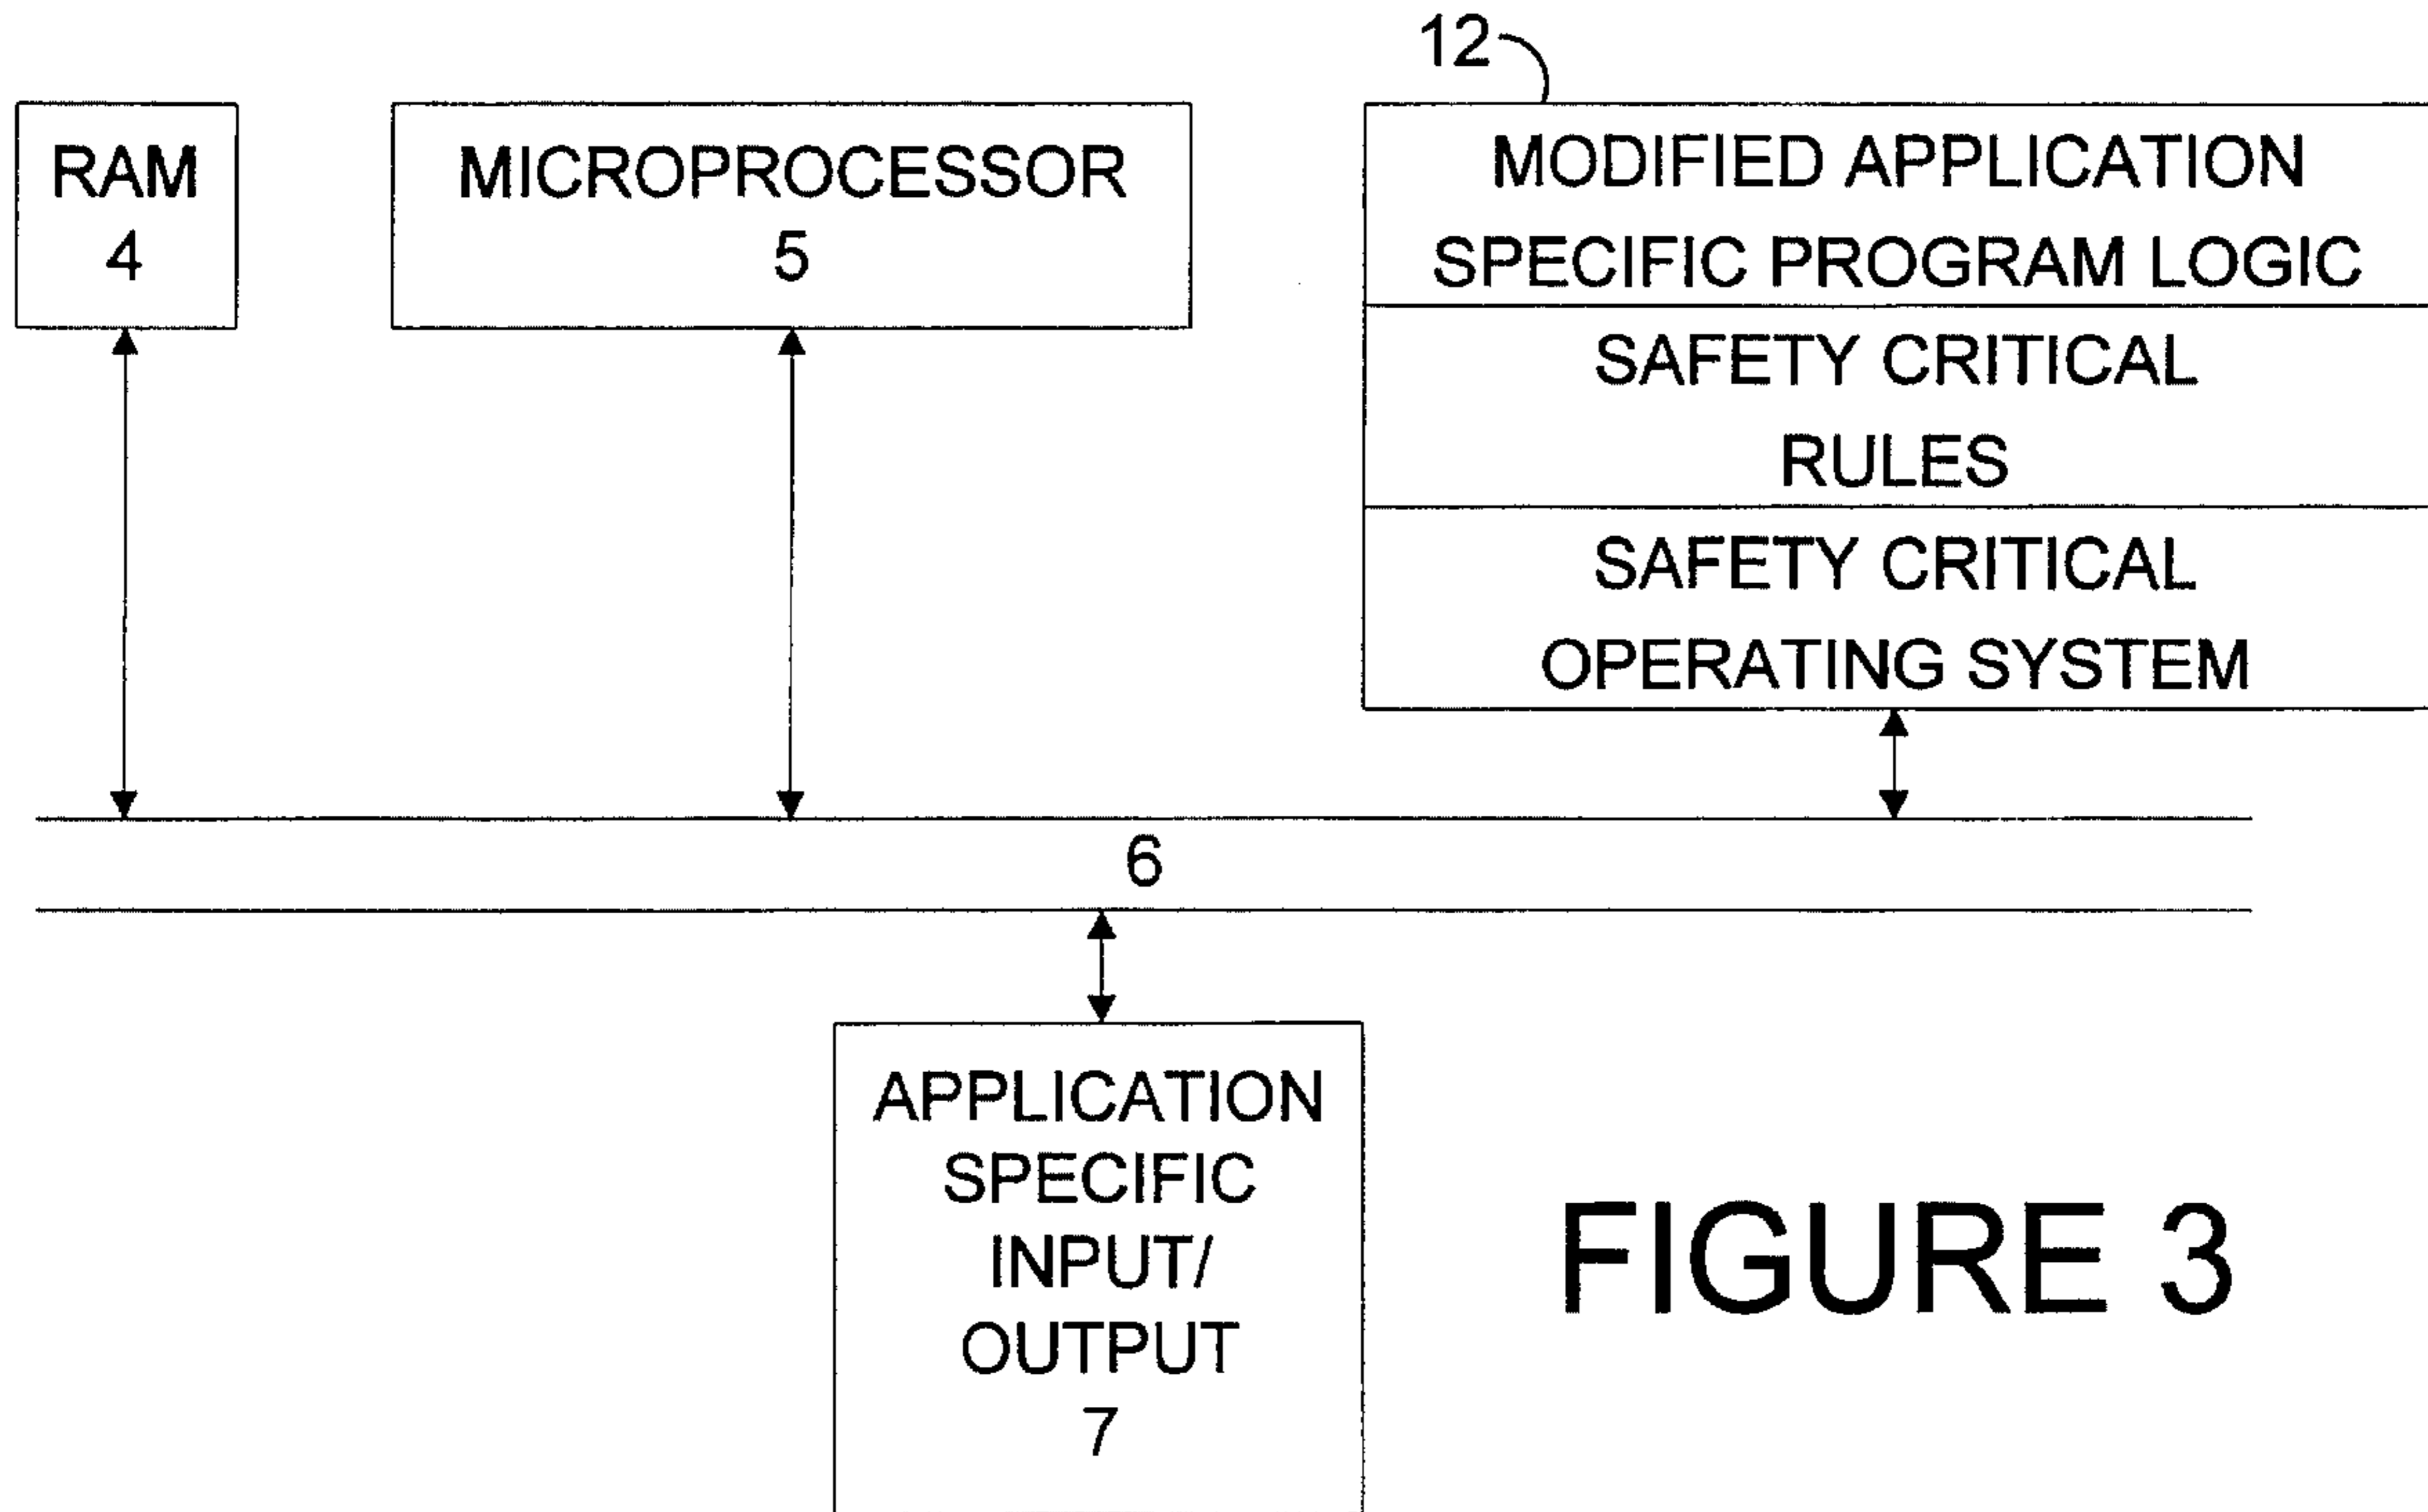 12
RAM
4
MICROPROCESSOR
5
MODIFIED APPLICATION
SPECIFIC PROGRAM LOGIC
SAFETY CRITICAL
RULES
SAFETY CRITICAL
OPERATING SYSTEM
6
APPLICATION
SPECIFIC
INPUT/
OUTPUT
7
FIGURE 3